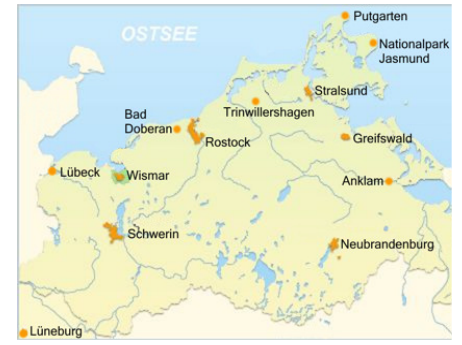 Putgarten
OSTSEE
Nationalpark
Jasmund
Stralsund
Trinwillershagen
Bad
Doberan
Rostock
Greifswald
Lübeck
Wismar
Anklam
Schwerin
Neubrandenburg
Lüneburg